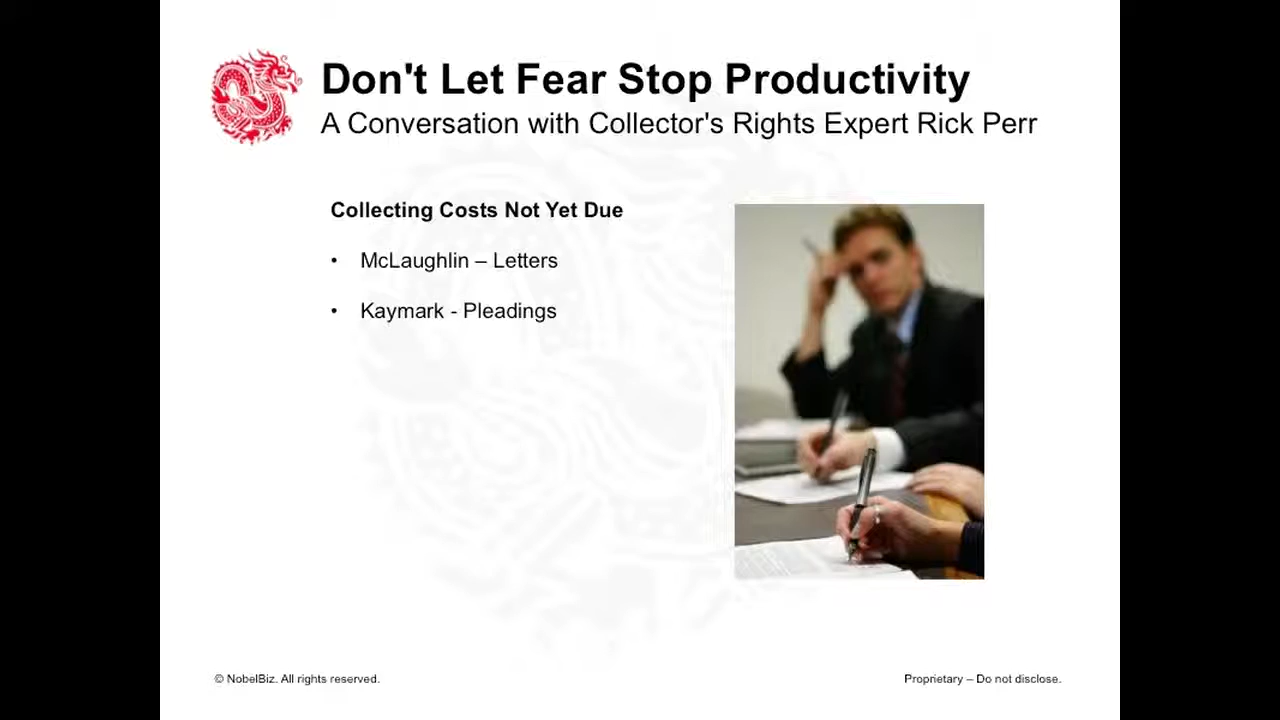 Don't Let Fear Stop Productivity
A Conversation with Collector's Rights Expert Rick Perr
Collecting Costs Not Yet Due
• McLaughlin – Letters
• Kaymark - Pleadings
© NobelBiz. All rights reserved.
Proprietary – Do not disclose.